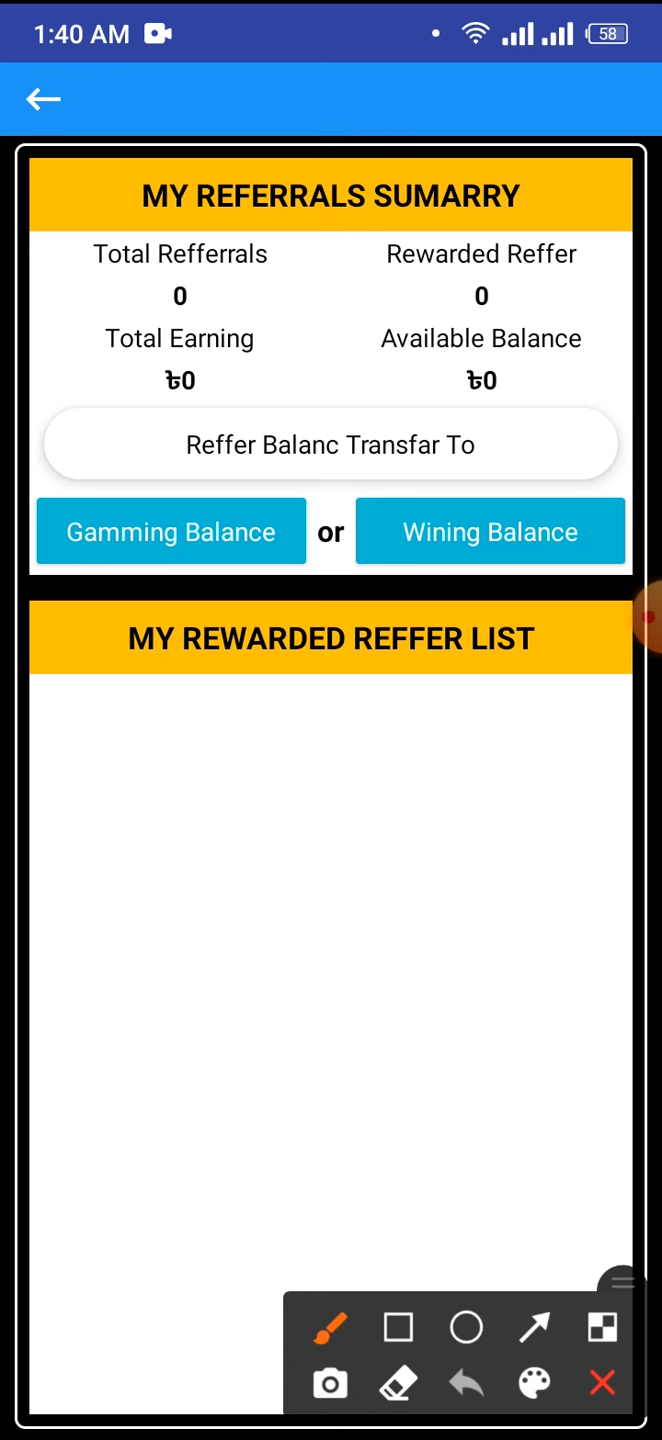 1:40 AM
58
MY REFERRALS SUMARRY
Total Refferrals
Rewarded Reffer
0
0
Total Earning
Available Balance
৳0
৳0
Reffer Balanc Transfar To
Gamming Balance or Wining Balance
MY REWARDED REFFER LIST